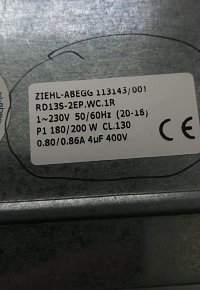 ZIEHL-ABEGG 113143/001
RD13S-2EP.WC.1R
1~230V 50/60Hz (20-18)
P1 180/200 W CL.130
0.80/0.86A 4µF 400V
CE